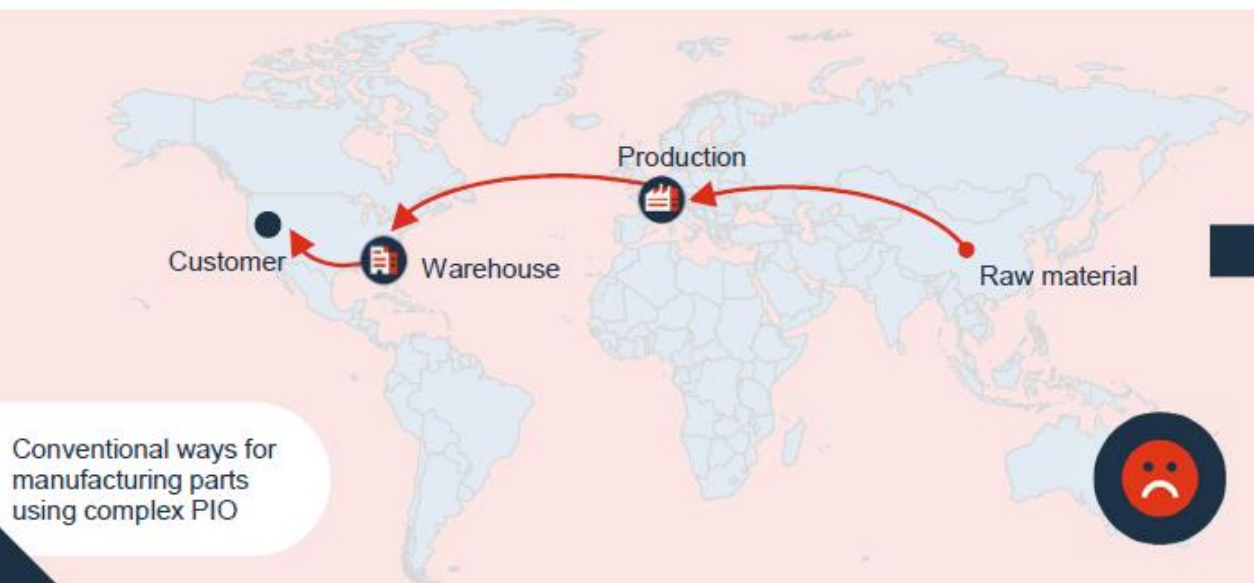 Production
Customer
Warehouse
Raw material
Conventional ways for
manufacturing parts
using complex PIO